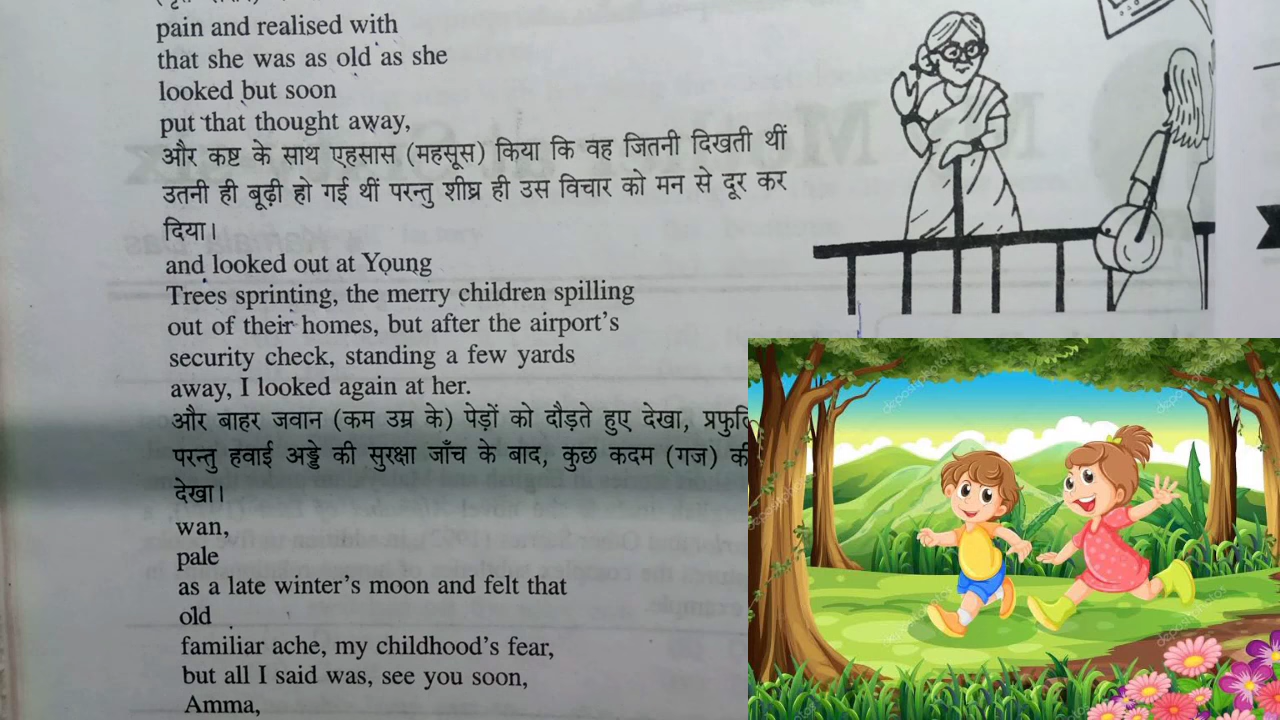 pain and realised with
that she was as old as she
looked but soon
put that thought away,
और कष्ट के साथ एहसास (महसूस) किया कि वह जितनी दिखती थीं
उतनी ही बूढ़ी हो गई थीं परन्तु शीघ्र ही उस विचार को मन से दूर कर
दिया।
and looked out at Young
Trees sprinting, the merry children spilling
out of their homes, but after the airport's
security check, standing a few yards
away, I looked again at her.
और बाहर जवान (कम उम्र के) पेड़ों को दौड़ते हुए देखा,
परन्तु हवाई अड्डे की सुरक्षा जाँच के बाद, कुछ कदम (गज) की
देखा।
wan,
pale
as a late winter's moon and felt that
old
familiar ache, my childhood's fear,
but all I said was, see you soon,
Amma,